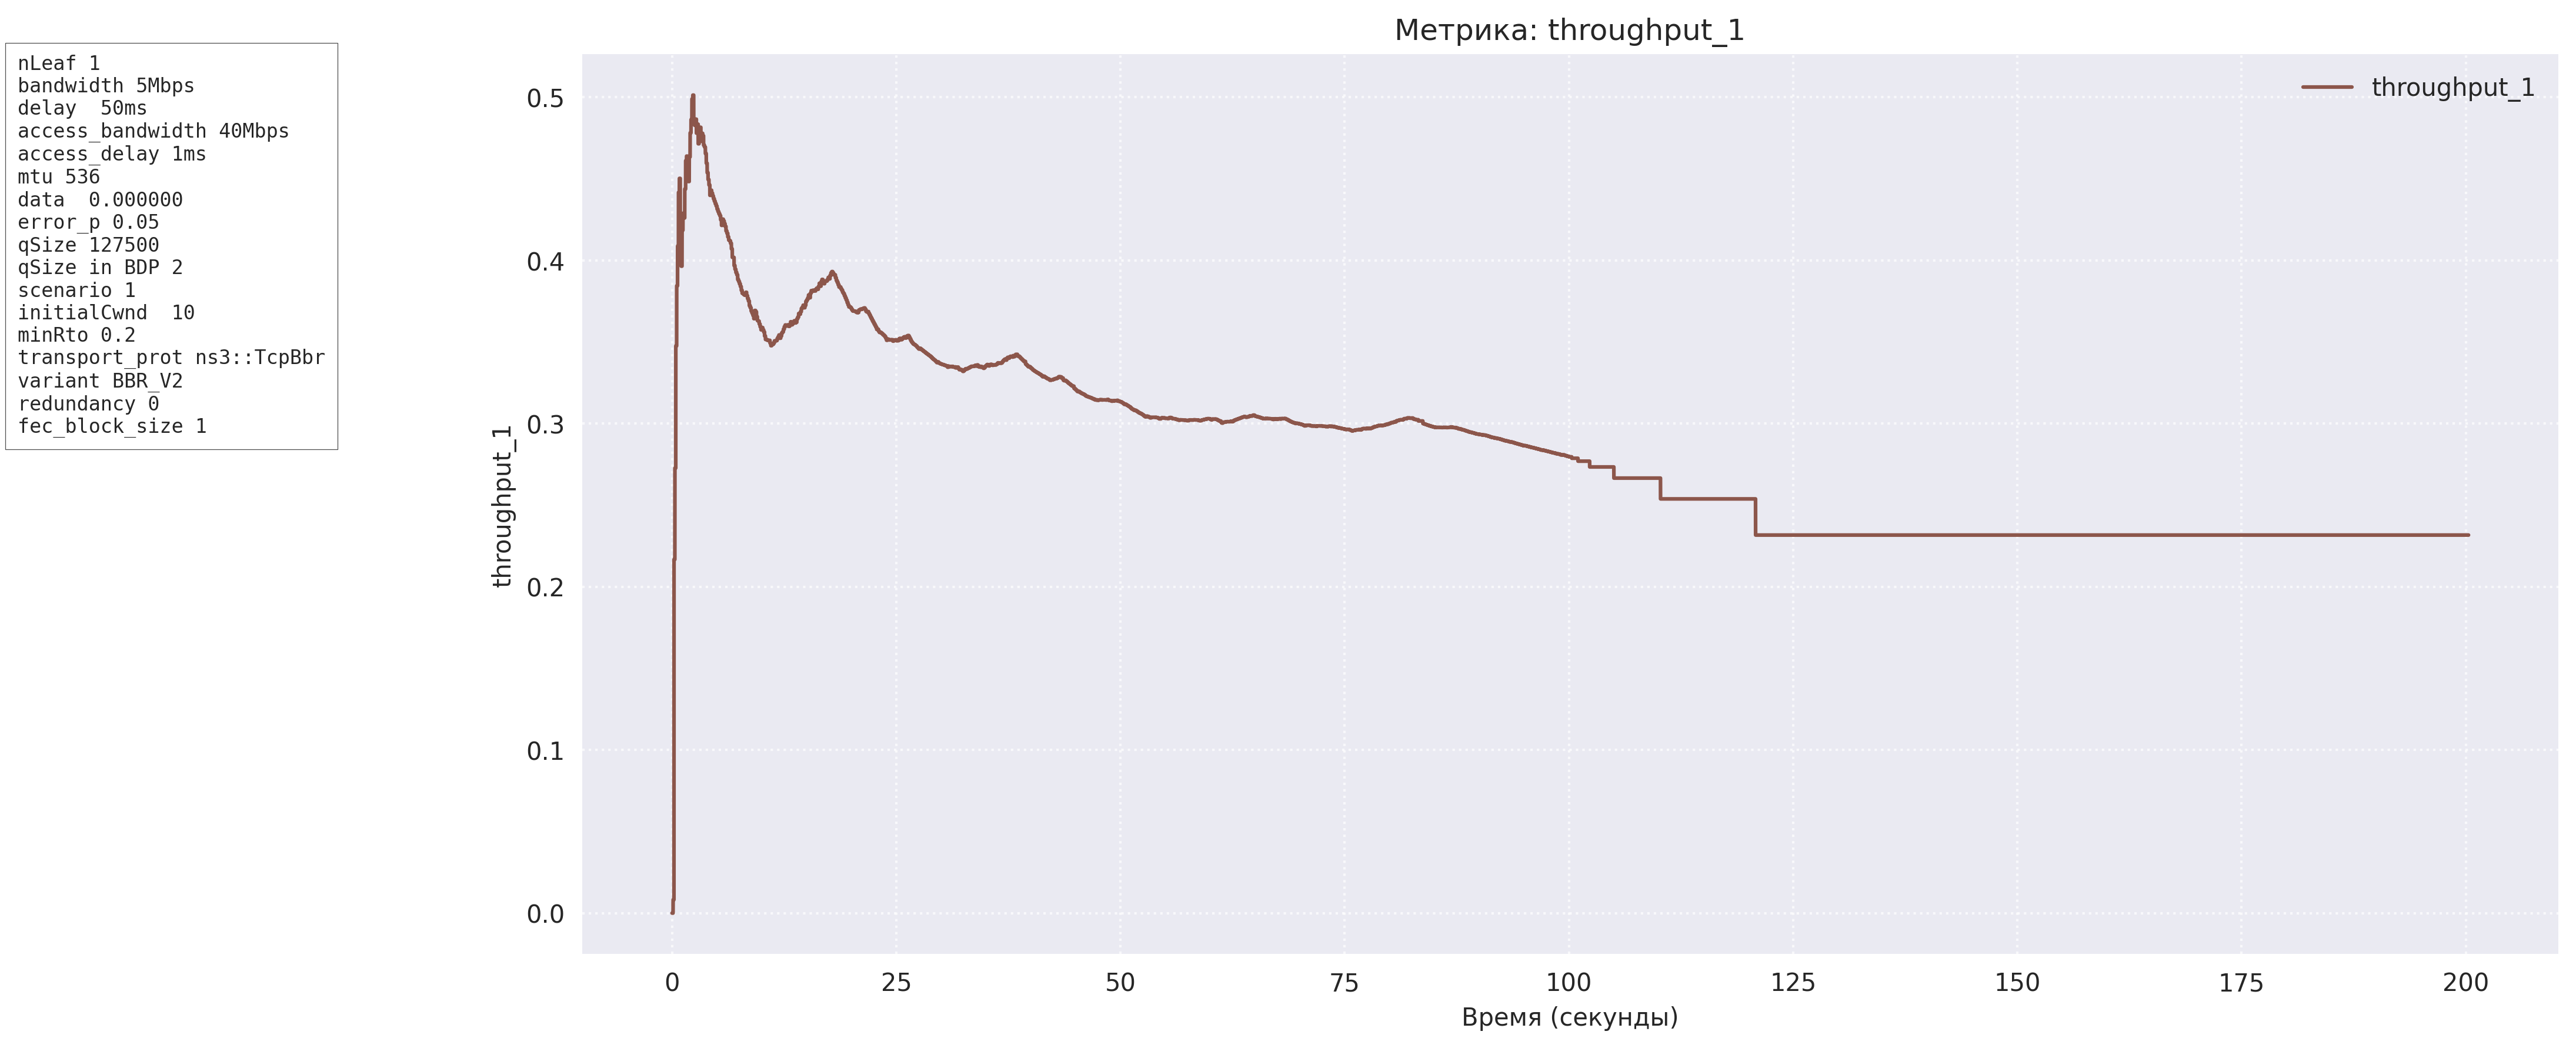 Метрика: throughput_1
nLeaf 1
bandwidth 5Mbps
delay  50ms
access_bandwidth 40Mbps
access_delay 1ms
mtu 536
data  0.000000
error_p 0.05
qSize 127500
qSize in BDP 2
scenario 1
initialCwnd  10
minRto 0.2
transport_prot ns3::TcpBbr
variant BBR_V2
redundancy 0
fec_block_size 1
throughput_1
throughput_1
0.5
0.4
0.3
0.2
0.1
0.0
0 25 50 75 100 125 150 175 200
Время (секунды)